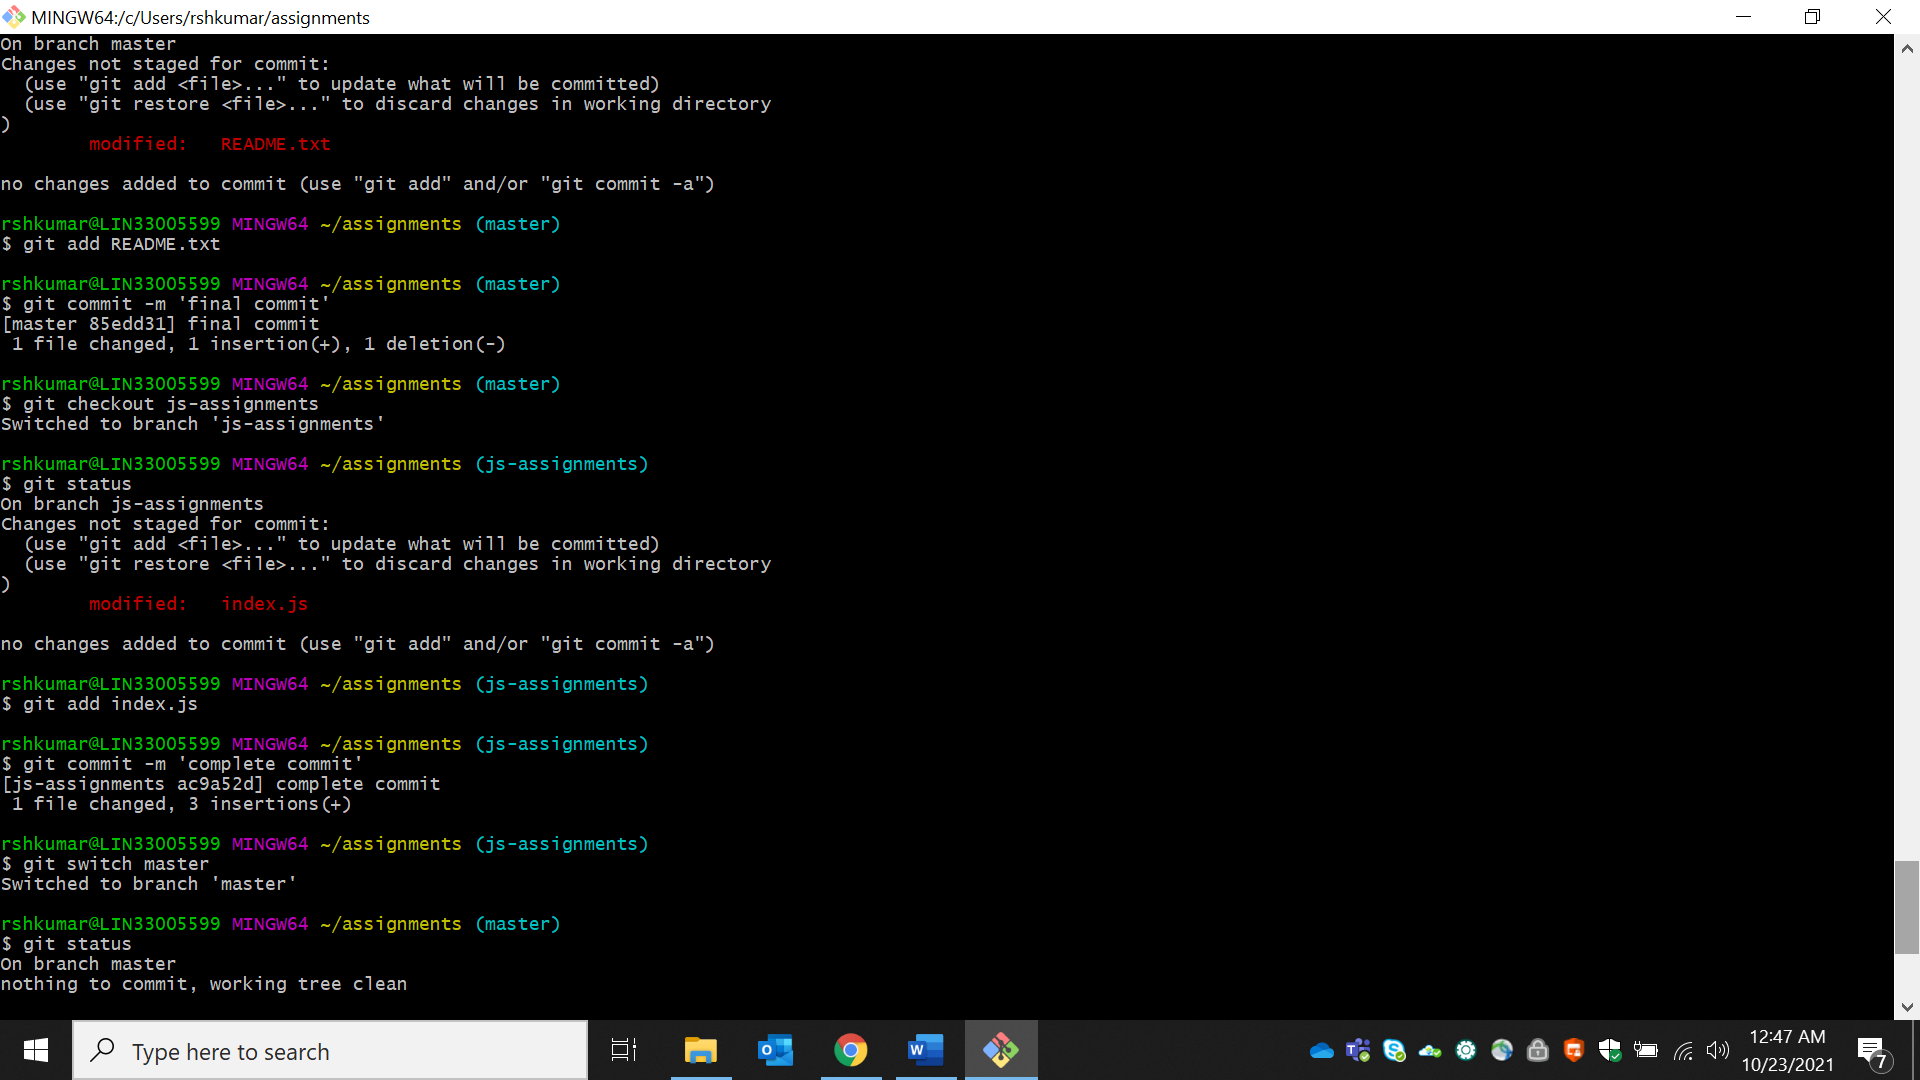 MINGW64:/c/Users/rshkumar/assignments
On branch master
Changes not staged for commit:
  (use "git add <file>..." to update what will be committed)
  (use "git restore <file>..." to discard changes in working directory
)
        modified:   README.txt

no changes added to commit (use "git add" and/or "git commit -a")

rshkumar@LIN33005599 MINGW64 ~/assignments (master)
$ git add README.txt

rshkumar@LIN33005599 MINGW64 ~/assignments (master)
$ git commit -m 'final commit'
[master 85edd31] final commit
 1 file changed, 1 insertion(+), 1 deletion(-)

rshkumar@LIN33005599 MINGW64 ~/assignments (master)
$ git checkout js-assignments
Switched to branch 'js-assignments'

rshkumar@LIN33005599 MINGW64 ~/assignments (js-assignments)
$ git status
On branch js-assignments
Changes not staged for commit:
  (use "git add <file>..." to update what will be committed)
  (use "git restore <file>..." to discard changes in working directory
)
        modified:   index.js

no changes added to commit (use "git add" and/or "git commit -a")

rshkumar@LIN33005599 MINGW64 ~/assignments (js-assignments)
$ git add index.js

rshkumar@LIN33005599 MINGW64 ~/assignments (js-assignments)
$ git commit -m 'complete commit'
[js-assignments ac9a52d] complete commit
 1 file changed, 3 insertions(+)

rshkumar@LIN33005599 MINGW64 ~/assignments (js-assignments)
$ git switch master
Switched to branch 'master'

rshkumar@LIN33005599 MINGW64 ~/assignments (master)
$ git status
On branch master
nothing to commit, working tree clean
Type here to search
12:47 AM
10/23/2021
7